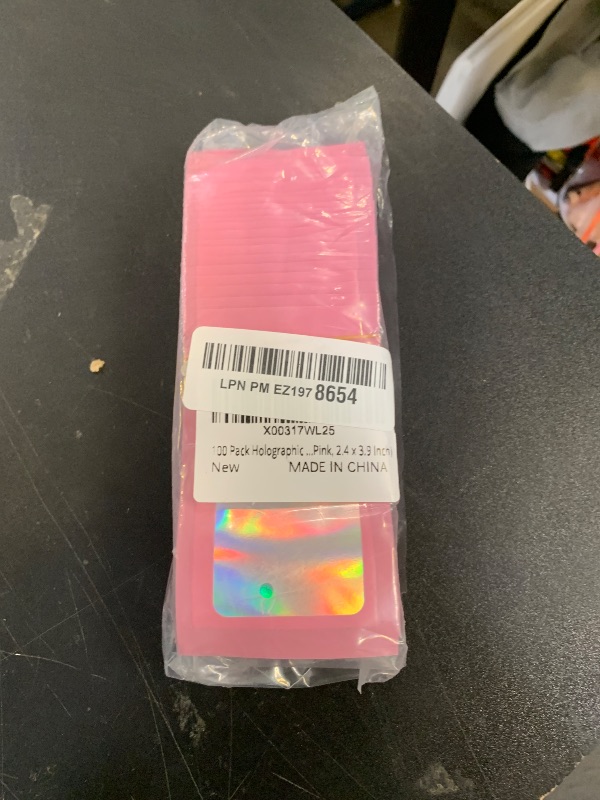 LPN PM EZ197 8654
X00317WL25
100 Pack Holographic ...Pink, 2.4 x 3.9 Inch
New MADE IN CHINA